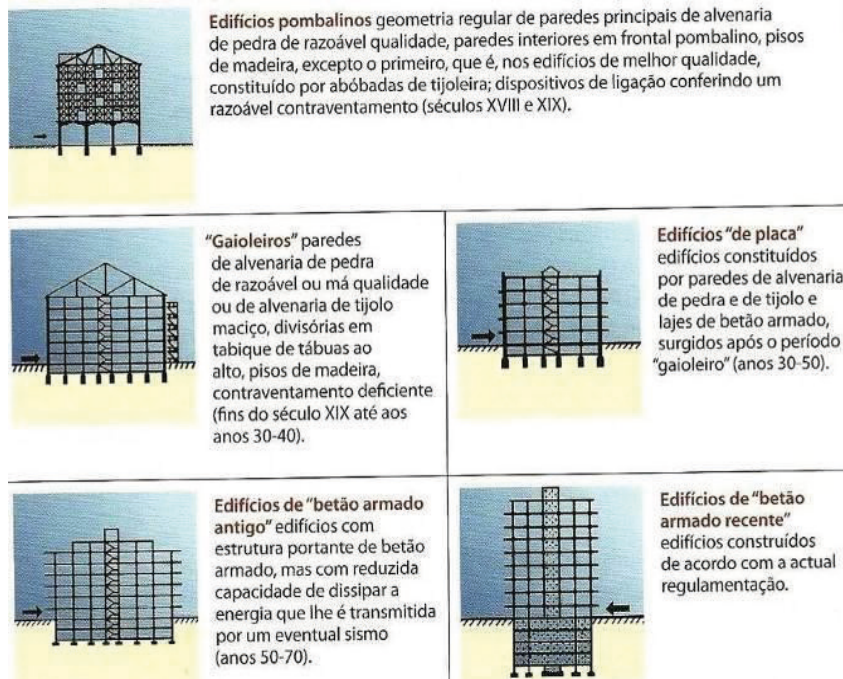 Edifícios pombalinos geometria regular de paredes principais de alvenaria
de pedra de razoável qualidade, paredes interiores em frontal pombalino, pisos
de madeira, excepto o primeiro, que é, nos edifícios de melhor qualidade,
constituído por abóbadas de tijoleira; dispositivos de ligação conferindo um
razoável contraventamento (séculos XVIII e XIX).
"Gaioleiros" paredes
de alvenaria de pedra
de razoável ou má qualidade
ou de alvenaria de tijolo
maciço, divisórias em
tabique de tábuas ao
alto, pisos de madeira,
contraventamento deficiente
(fins do século XIX até aos
anos 30-40).
Edifícios "de placa"
edifícios constituídos
por paredes de alvenaria
de pedra e de tijolo e
lajes de betão armado,
surgidos após o período
"gaioleiro" (anos 30-50).
Edifícios de "betão armado
antigo" edifícios com
estrutura portante de betão
armado, mas com reduzida
capacidade de dissipar a
energia que lhe é transmitida
por um eventual sismo
(anos 50-70).
Edifícios de "betão
armado recente"
edifícios construídos
de acordo com a actual
regulamentação.